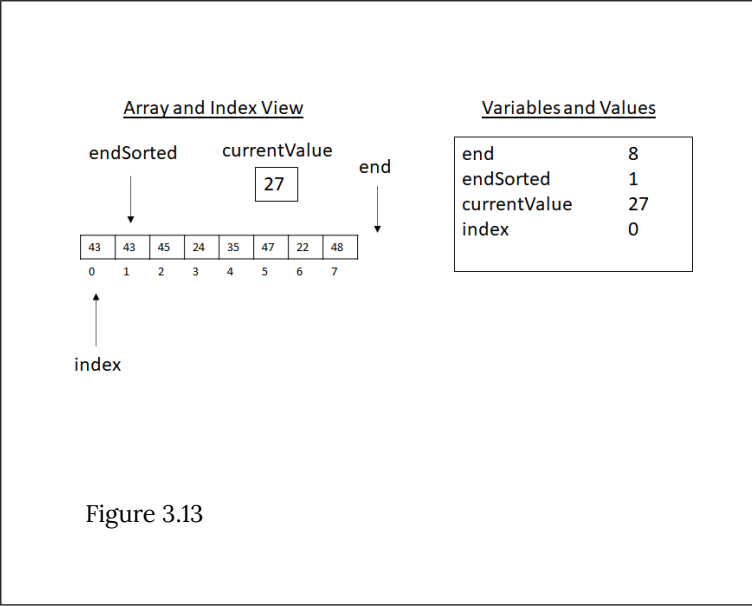 Array and Index View
endSorted
currentValue
27
end
43 43 45 24 35 47 22 48
0 1 2 3 4 5 6 7
index
Variables and Values
end 8
endSorted 1
currentValue 27
index 0
Figure 3.13